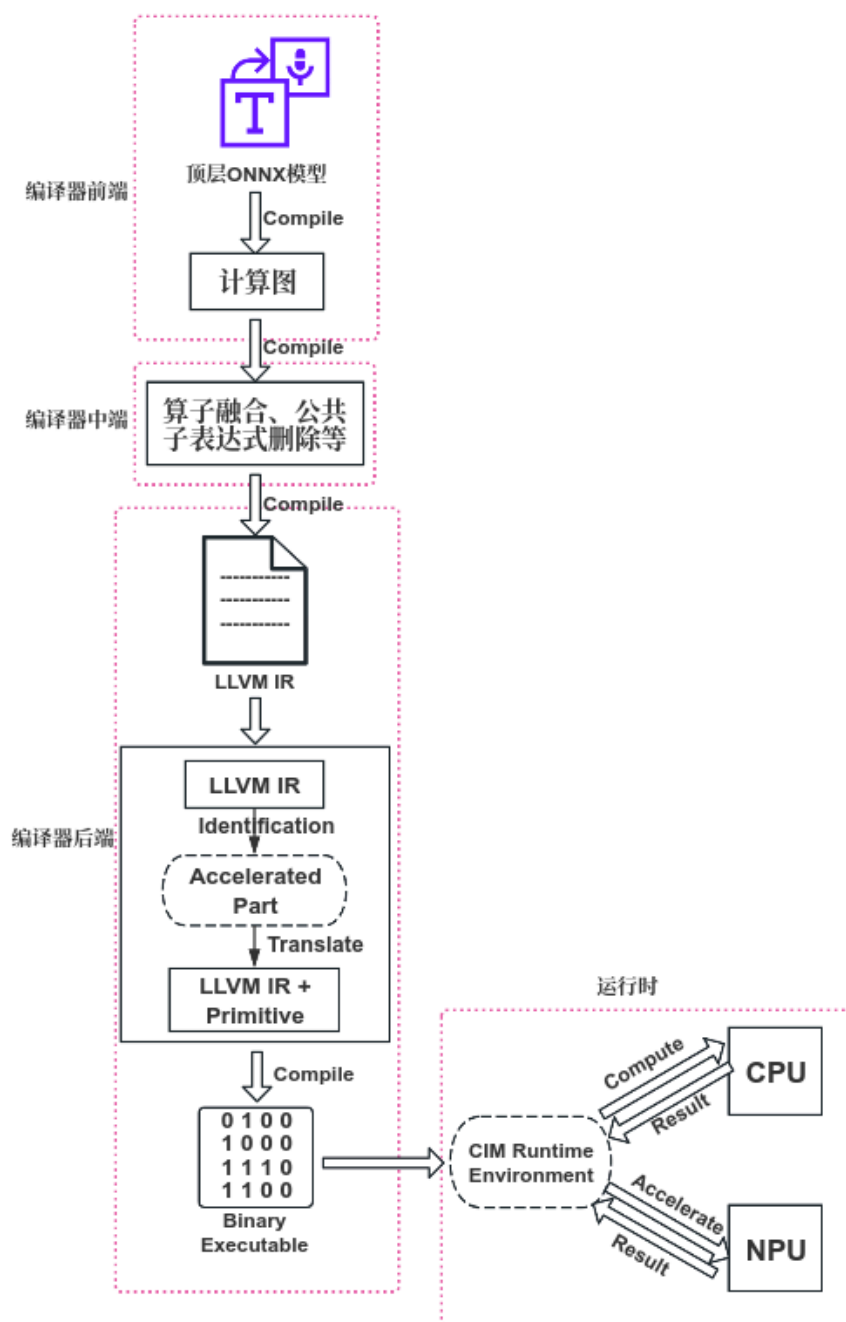 T
顶层ONNX模型
编译器前端
Compile
计算图
Compile
编译器中端
算子融合、公共
子表达式删除等
Compile
LLVM IR
LLVM IR
Identification
编译器后端
Accelerated
Part
Translate
LLVM IR +
Primitive
Compile
0 1 0 0
1 0 0 0
1 1 1 0
1 1 0 0
Binary
Executable
运行时
CIM Runtime
Environment
Compute
Result
CPU
Accelerate
Result
NPU